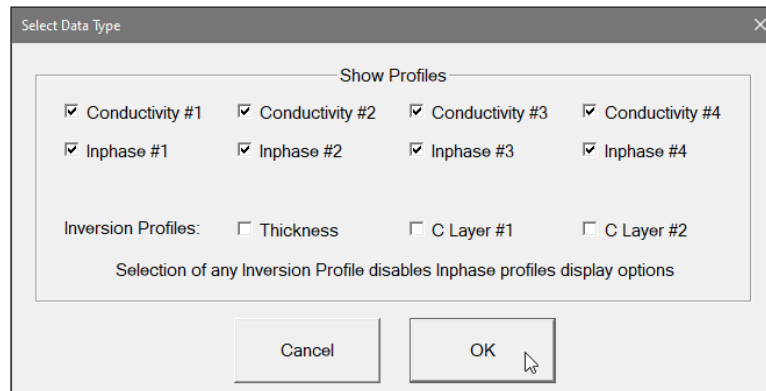 Select Data Type
Show Profiles
Conductivity #1 Conductivity #2 Conductivity #3 Conductivity #4
Inphase #1 Inphase #2 Inphase #3 Inphase #4
Inversion Profiles: Thickness C Layer #1 C Layer #2
Selection of any Inversion Profile disables Inphase profiles display options
Cancel OK